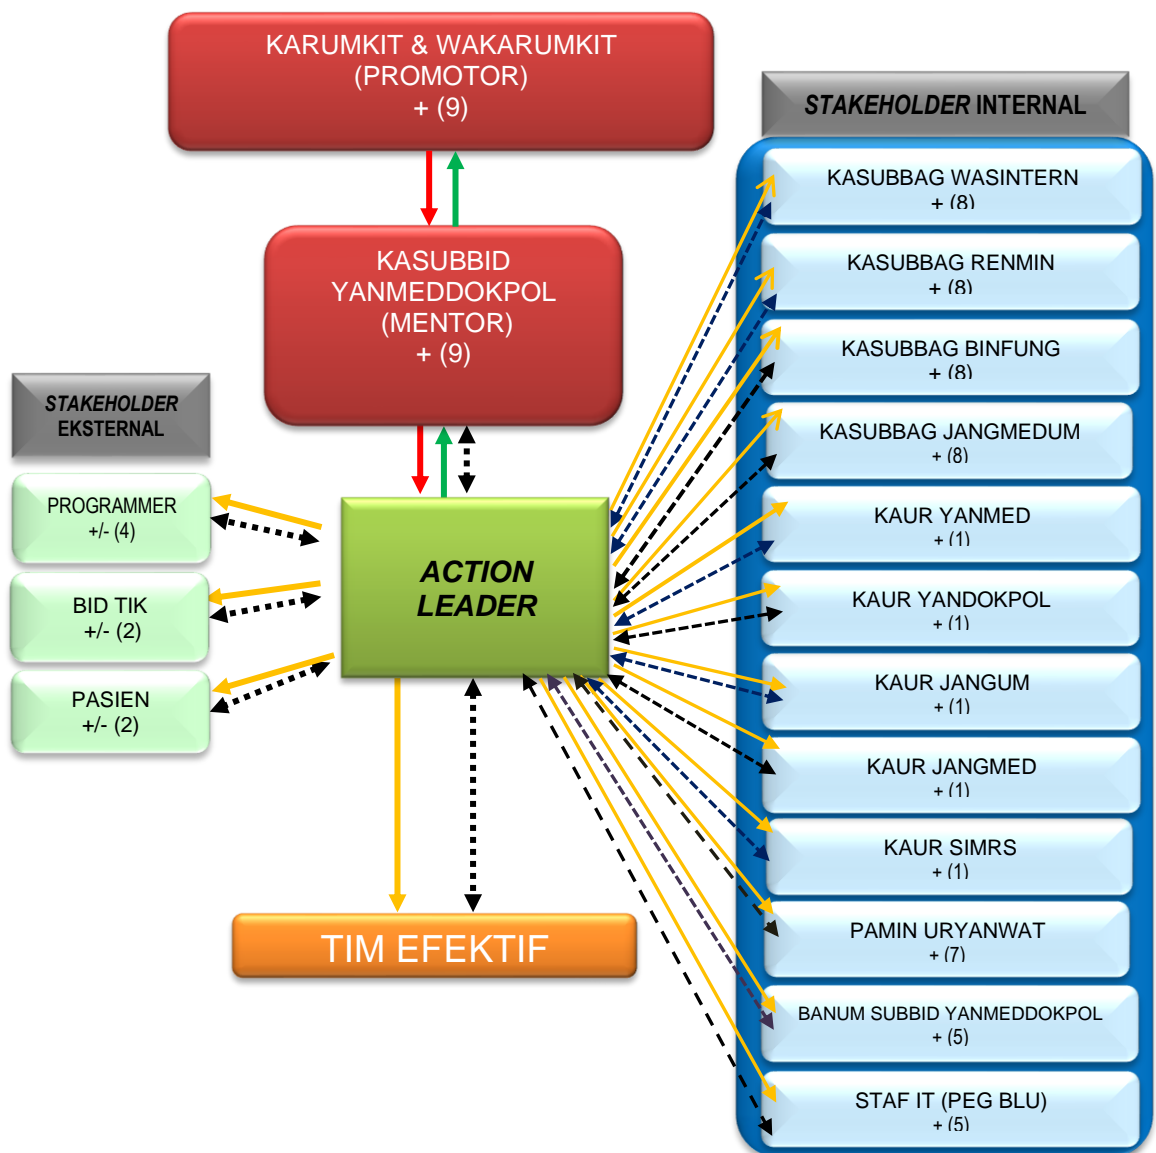 KARUMKIT & WAKARUMKIT
(PROMOTOR)
+ (9)
KASUBBID
YANMEDDOKPOL
(MENTOR)
+ (9)
STAKEHOLDER
EKSTERNAL
PROGRAMMER
+/- (4)
BID TIK
+/- (2)
PASIEN
+/- (2)
ACTION
LEADER
TIM EFEKTIF
STAKEHOLDER INTERNAL
KASUBBAG WASINTERN
+ (8)
KASUBBAG RENMIN
+ (8)
KASUBBAG BINFUNG
+ (8)
KASUBBAG JANGMEDUM
+ (8)
KAUR YANMED
+ (1)
KAUR YANDOKPOL
+ (1)
KAUR JANGUM
+ (1)
KAUR JANGMED
+ (1)
KAUR SIMRS
+ (1)
PAMIN URYANWAT
+ (7)
BANUM SUBBID YANMEDDOKPOL
+ (5)
STAF IT (PEG BLU)
+ (5)